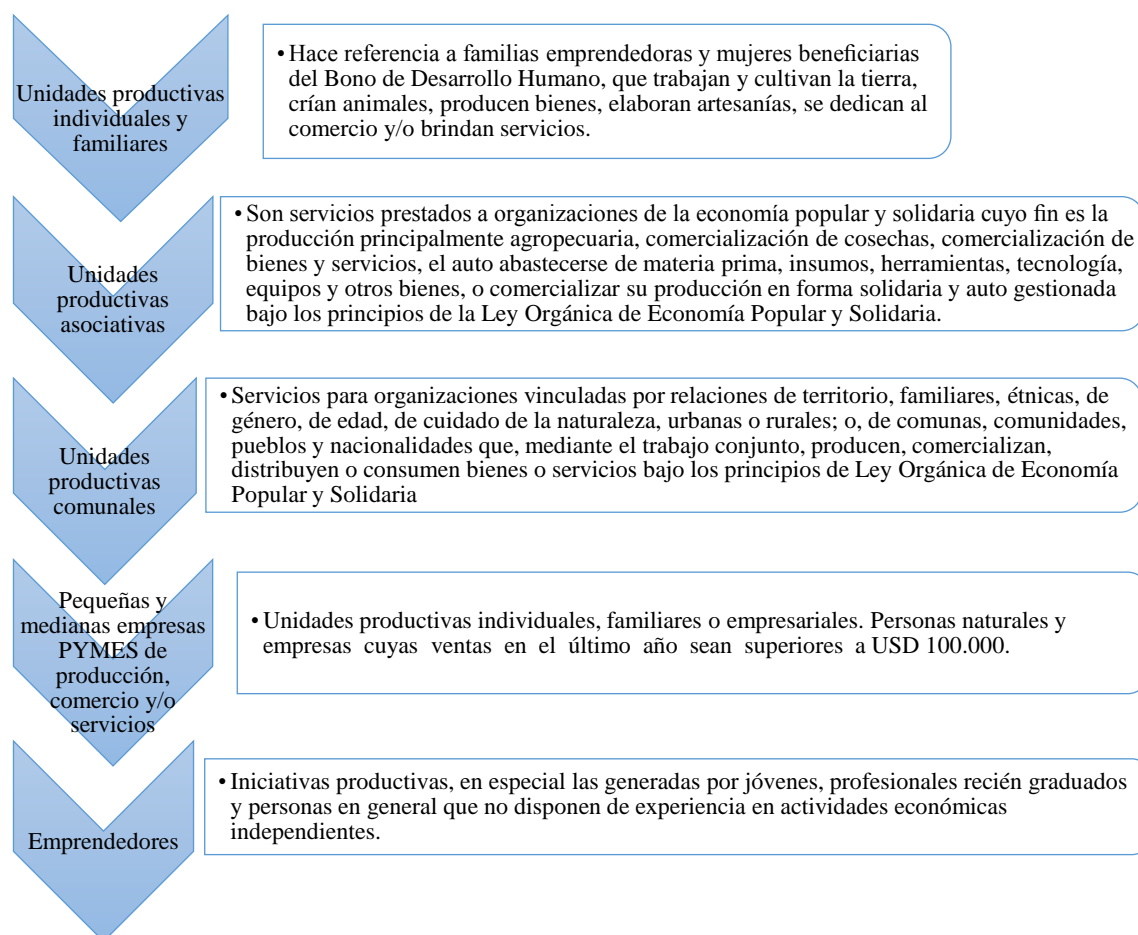 Unidades productivas
individuales y
familiares
• Hace referencia a familias emprendedoras y mujeres beneficiarias
del Bono de Desarrollo Humano, que trabajan y cultivan la tierra,
crían animales, producen bienes, elaboran artesanías, se dedican al
comercio y/o brindan servicios.
Unidades
productivas
asociativas
• Son servicios prestados a organizaciones de la economía popular y solidaria cuyo fin es la
producción principalmente agropecuaria, comercialización de cosechas, comercialización de
bienes y servicios, el auto abastecerse de materia prima, insumos, herramientas, tecnología,
equipos y otros bienes, o comercializar su producción en forma solidaria y auto gestionada
bajo los principios de la Ley Orgánica de Economía Popular y Solidaria.
Unidades
productivas
comunales
• Servicios para organizaciones vinculadas por relaciones de territorio, familiares, étnicas, de
género, de edad, de cuidado de la naturaleza, urbanas o rurales; o, de comunas, comunidades,
pueblos y nacionalidades que, mediante el trabajo conjunto, producen, comercializan,
distribuyen o consumen bienes o servicios bajo los principios de Ley Orgánica de Economía
Popular y Solidaria
Pequeñas y
medianas empresas
PYMES de
producción,
comercio y/o
servicios
• Unidades productivas individuales, familiares o empresariales. Personas naturales y
empresas cuyas ventas en el último año sean superiores a USD 100.000.
Emprendedores
• Iniciativas productivas, en especial las generadas por jóvenes, profesionales recién graduados
y personas en general que no disponen de experiencia en actividades económicas
independientes.